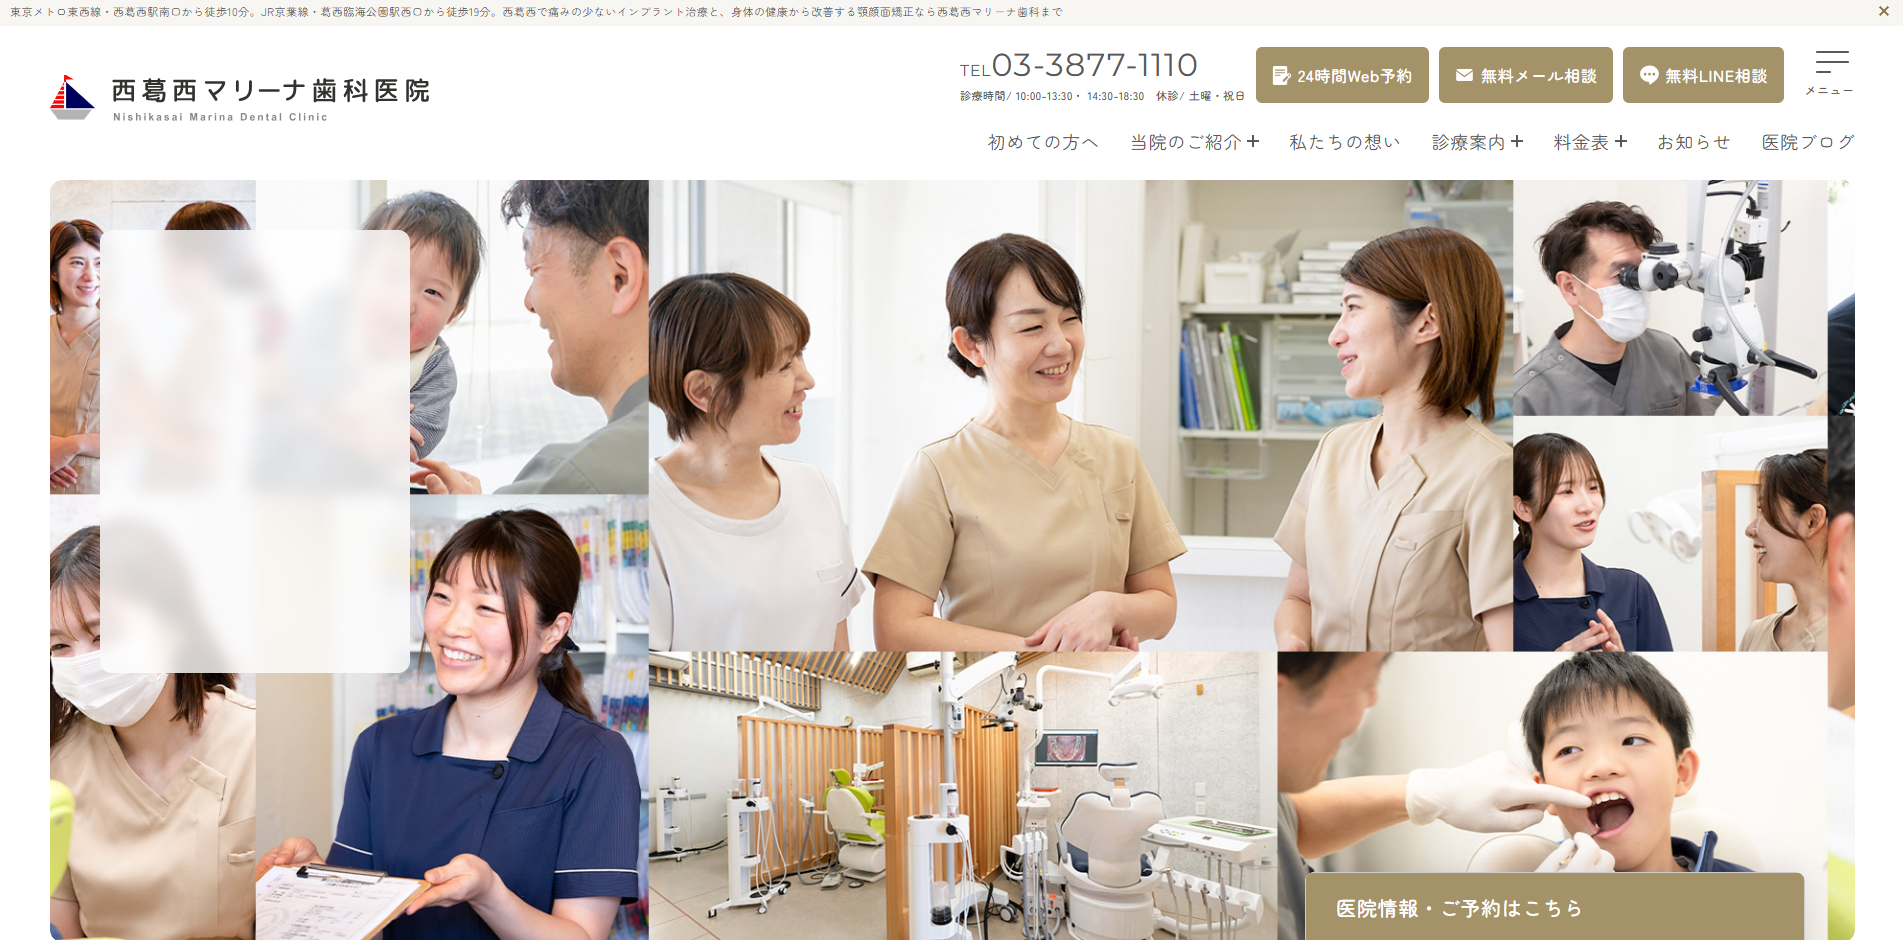 東京メトロ東西線・西葛西駅南口から徒歩10分。JR京葉線・葛西臨海公園駅西口から徒歩19分。西葛西で痛みの少ないインプラント治療と、身体の健康から改善する顎顔面矯正なら西葛西マリーナ歯科まで
西葛西マリーナ歯科医院
Nishikasai Marina Dental Clinic
TEL03-3877-1110
診療時間/ 10:00-13:30・ 14:30-18:30 休診/ 土曜・祝日
24時間Web予約
無料メール相談
無料LINE相談
メニュー
初めての方へ 当院のご紹介 + 私たちの想い 診療案内 + 料金表 + お知らせ 医院ブログ
医院情報・ご予約はこちら